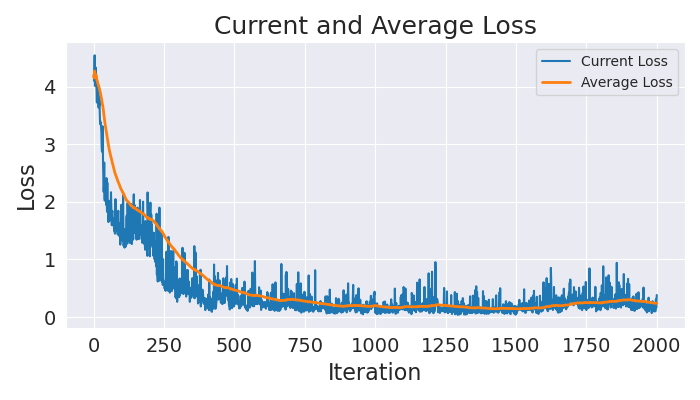 Current and Average Loss
Current Loss
Average Loss
Loss
4
3
2
1
0
0 250 500 750 1000 1250 1500 1750 2000
Iteration